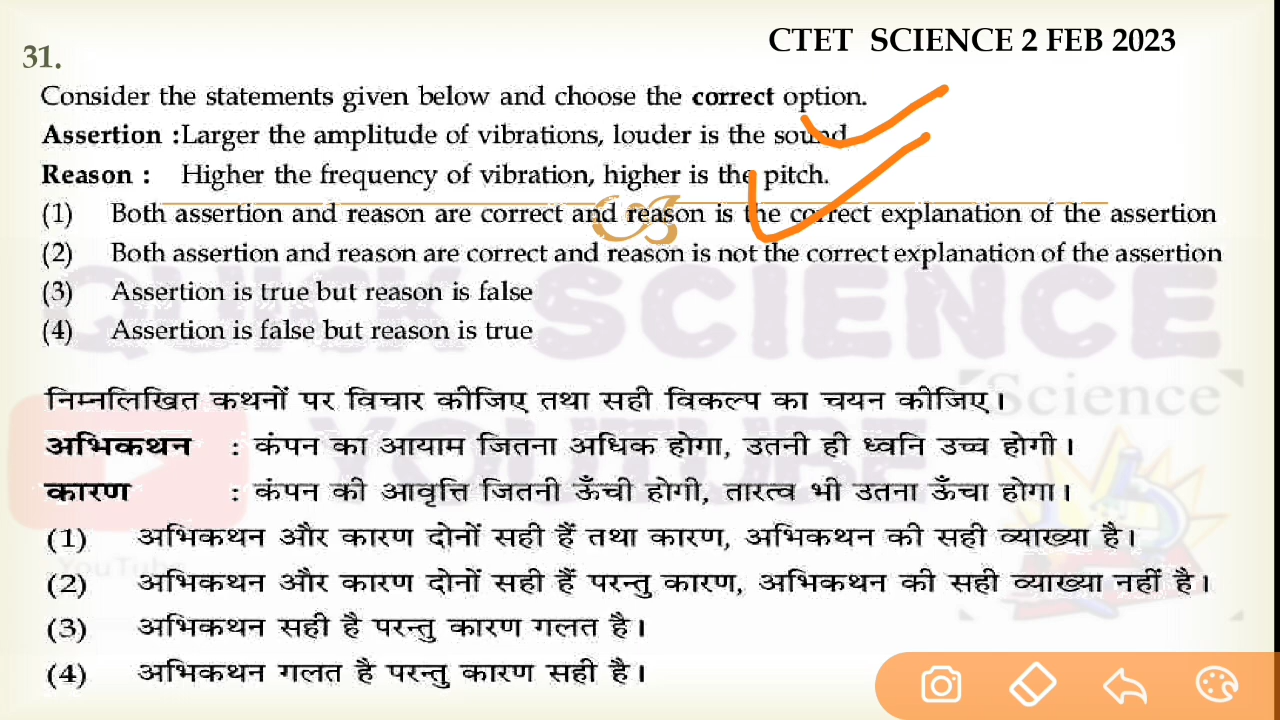 CTET SCIENCE 2 FEB 2023
31.
Consider the statements given below and choose the correct option.
Assertion :Larger the amplitude of vibrations, louder is the sound
Reason : Higher the frequency of vibration, higher is the pitch.
(1) Both assertion and reason are correct and reason is the correct explanation of the assertion
(2) Both assertion and reason are correct and reason is not the correct explanation of the assertion
(3) Assertion is true but reason is false
(4) Assertion is false but reason is true
QUICK SCIENCE
Science
YOUTUBE
YouTube
निम्नलिखित कथनों पर विचार कीजिए तथा सही विकल्प का चयन कीजिए।
अभिकथन : कंपन का आयाम जितना अधिक होगा, उतनी ही ध्वनि उच्च होगी।
कारण : कंपन की आवृत्ति जितनी ऊँची होगी, तारत्व भी उतना ऊँचा होगा।
(1) अभिकथन और कारण दोनों सही हैं तथा कारण, अभिकथन की सही व्याख्या है।
(2) अभिकथन और कारण दोनों सही हैं परन्तु कारण, अभिकथन की सही व्याख्या नहीं है।
(3) अभिकथन सही है परन्तु कारण गलत है।
(4) अभिकथन गलत है परन्तु कारण सही है।